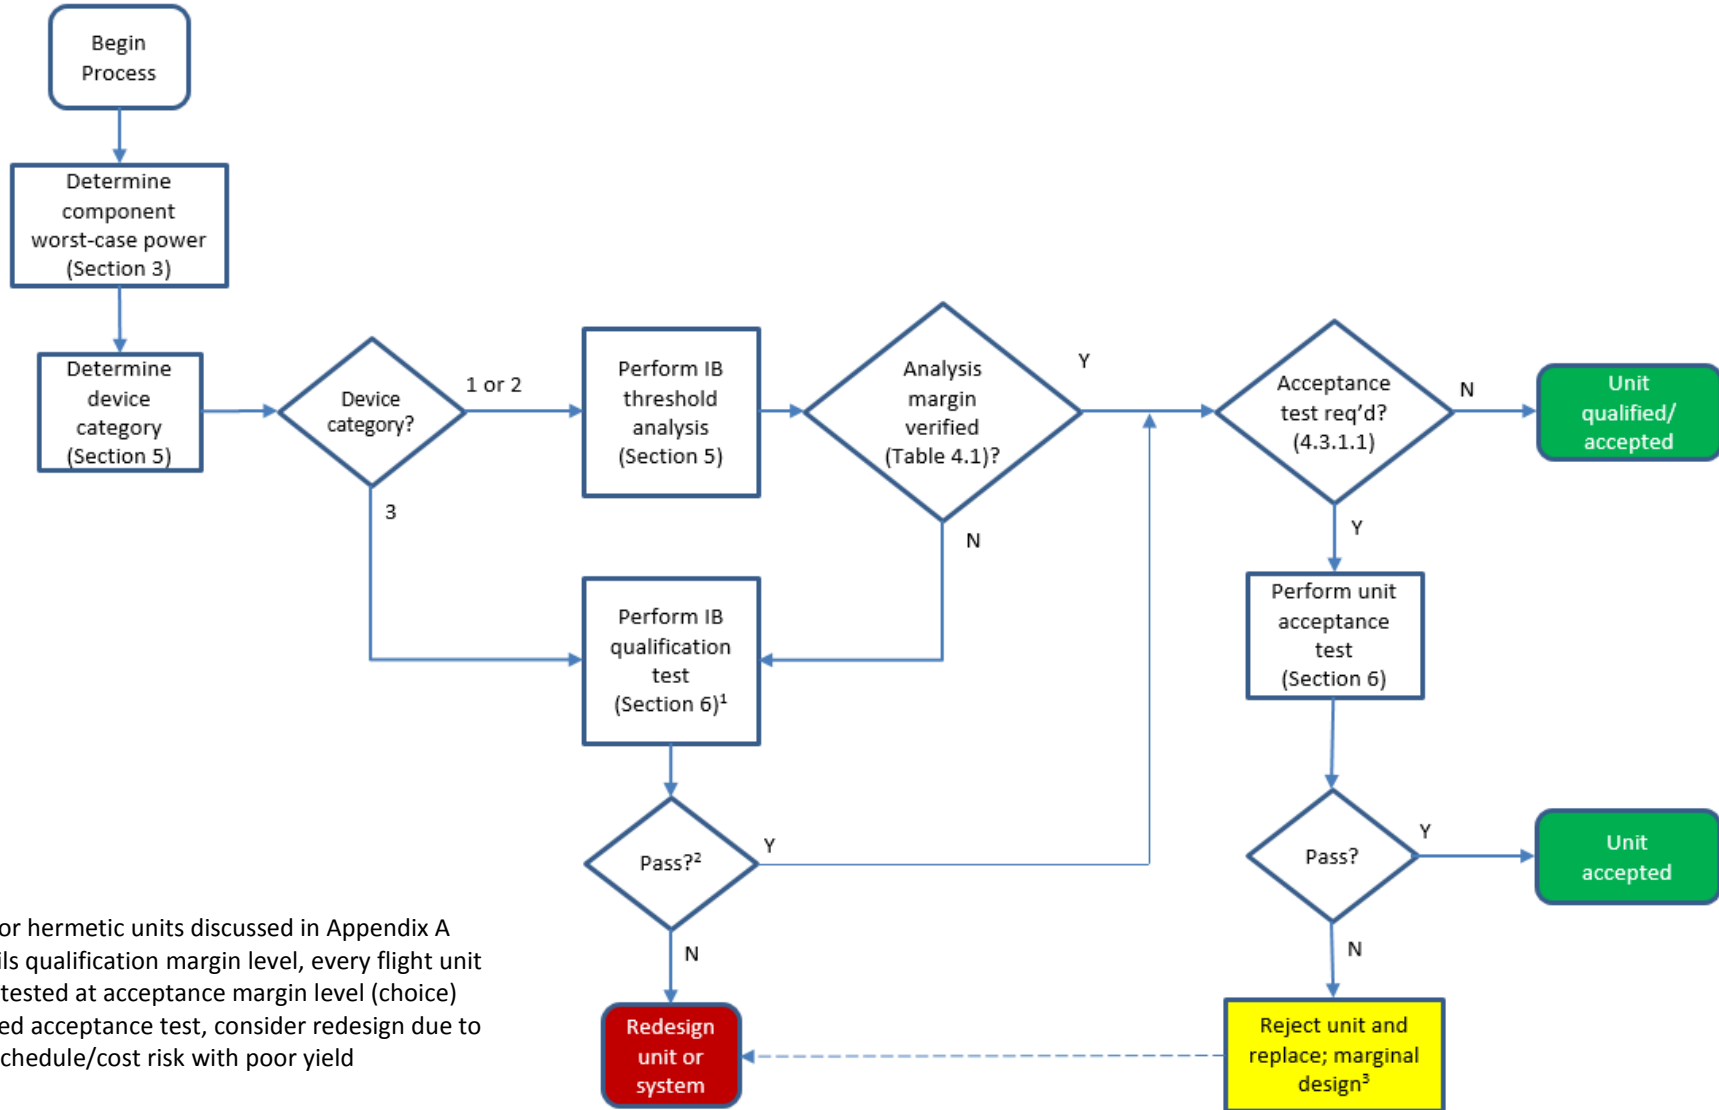 Begin
Process
Determine
component
worst-case power
(Section 3)
Determine
device
category
(Section 5)
Device
category?
1 or 2
3
Perform IB
threshold
analysis
(Section 5)
Analysis
margin
verified
(Table 4.1)?
Y
N
Acceptance
test req'd?
(4.3.1.1)
N
Y
Unit
qualified/
accepted
Perform IB
qualification
test
(Section 6)¹
Perform unit
acceptance
test
(Section 6)
Pass?²
Y
N
Pass?
Y
N
Unit
accepted
Redesign
unit or
system
Reject unit and
replace; marginal
design³
or hermetic units discussed in Appendix A
ils qualification margin level, every flight unit
tested at acceptance margin level (choice)
ed acceptance test, consider redesign due to
schedule/cost risk with poor yield